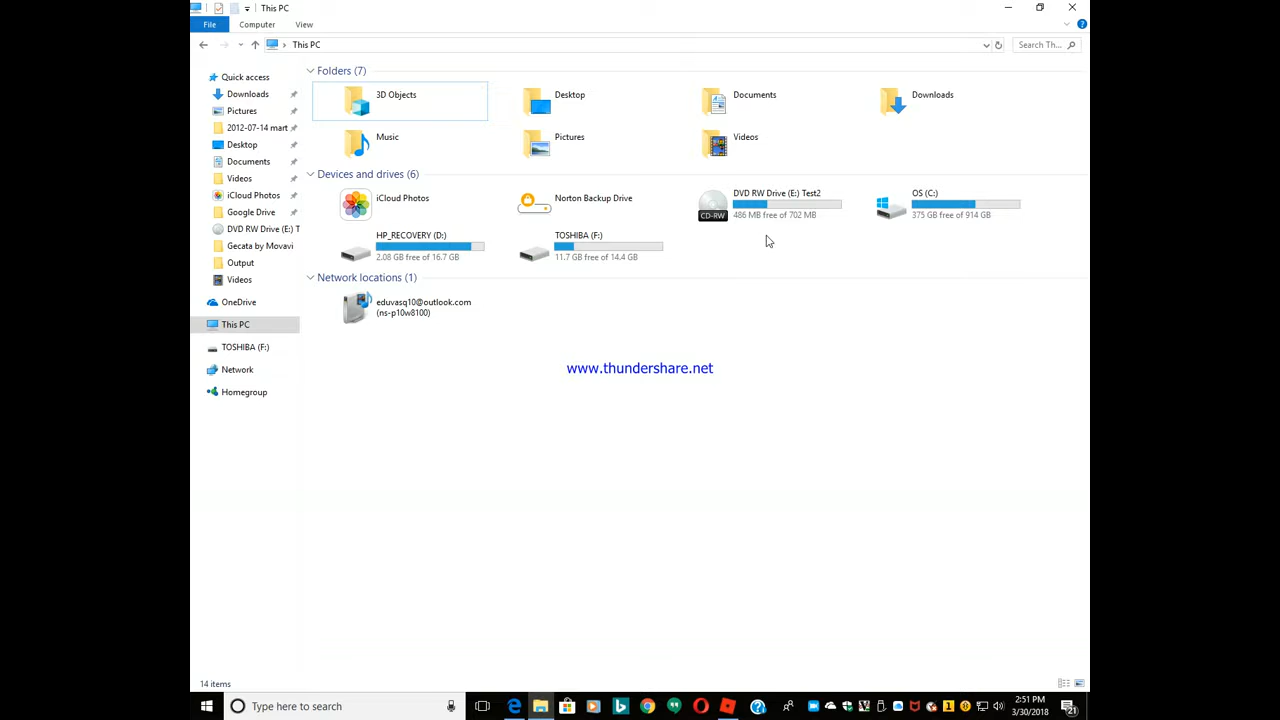 This PC
File
Computer
View
This PC
Search Th...
Quick access
Downloads
Pictures
2012-07-14 mart
Desktop
Documents
Videos
iCloud Photos
Google Drive
DVD RW Drive (E:) T
Gecata by Movavi
Output
Videos
OneDrive
This PC
TOSHIBA (F:)
Network
Homegroup
Folders (7)
3D Objects
Desktop
Documents
Downloads
Music
Pictures
Videos
Devices and drives (6)
iCloud Photos
Norton Backup Drive
CD-RW
DVD RW Drive (E:) Test2
486 MB free of 702 MB
OS (C:)
375 GB free of 914 GB
HP_RECOVERY (D:)
2.08 GB free of 16.7 GB
TOSHIBA (F:)
11.7 GB free of 14.4 GB
Network locations (1)
eduvasq10@outlook.com
(ns-p10w8100)
www.thundershare.net
14 items
Type here to search
2:51 PM
3/30/2018
21